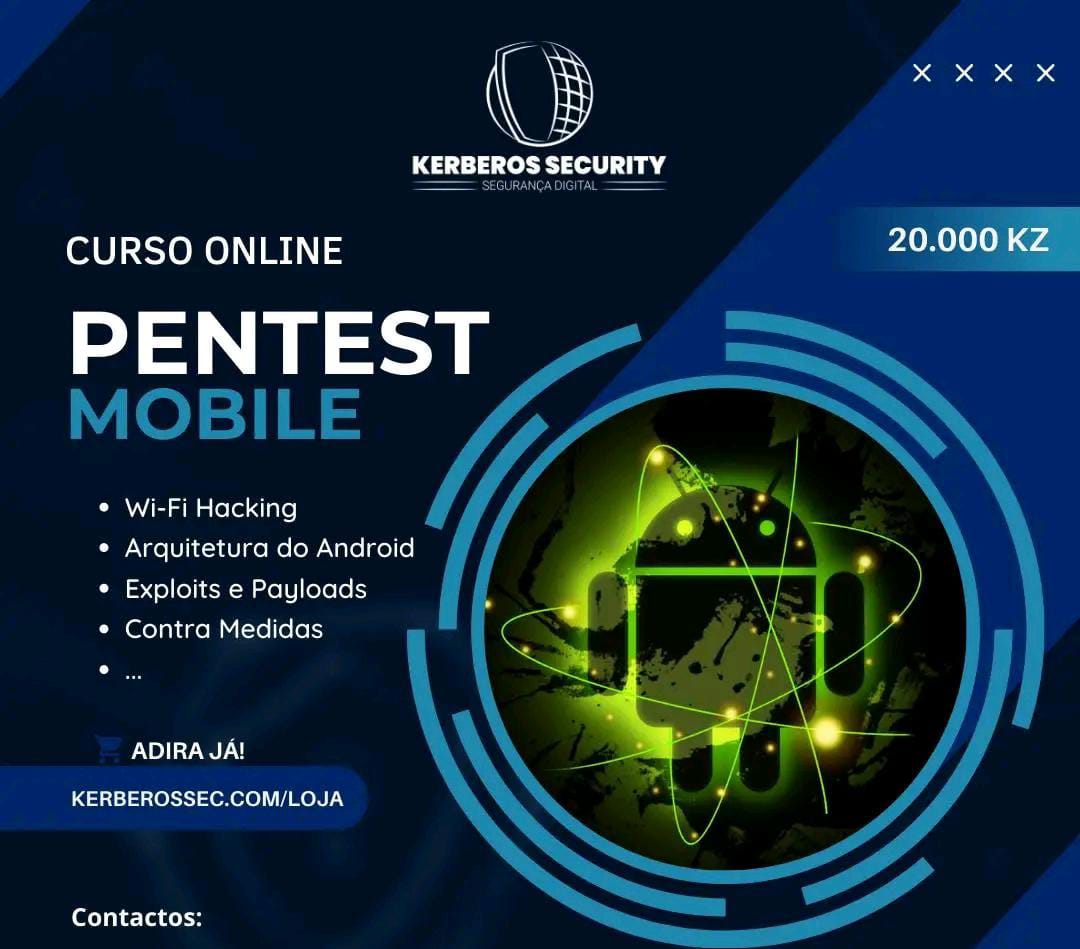 KERBEROS SECURITY
SEGURANÇA DIGITAL
CURSO ONLINE
20.000 KZ
PENTEST
MOBILE
Wi-Fi Hacking
Arquitetura do Android
Exploits e Payloads
Contra Medidas
...
ADIRA JÁ!
KERBEROSSEC.COM/LOJA
Contactos: